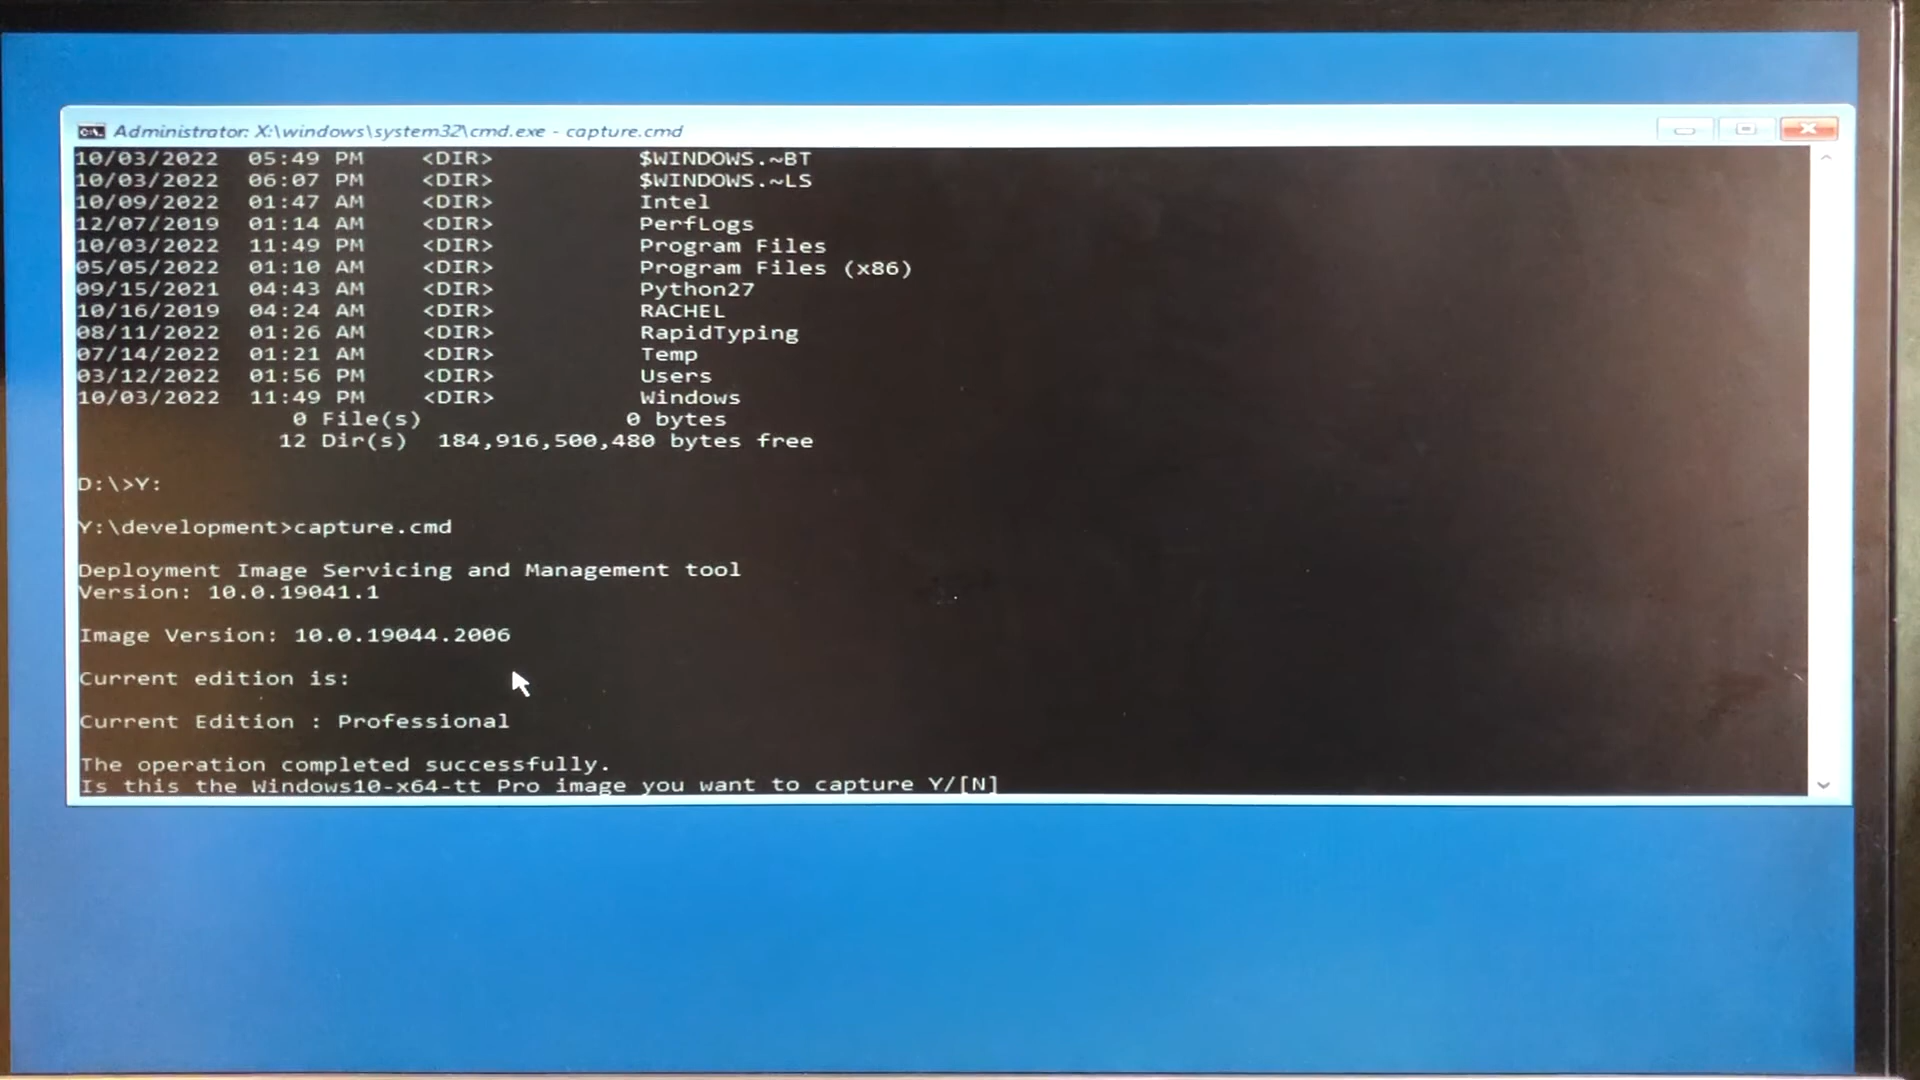 Administrator: X:\windows\system32\cmd.exe - capture.cmd
10/03/2022 05:49 PM <DIR> $WINDOWS.~BT
10/03/2022 06:07 PM <DIR> $WINDOWS.~LS
10/09/2022 01:47 AM <DIR> Intel
12/07/2019 01:14 AM <DIR> PerfLogs
10/03/2022 11:49 PM <DIR> Program Files
05/05/2022 01:10 AM <DIR> Program Files (x86)
09/15/2021 04:43 AM <DIR> Python27
10/16/2019 04:24 AM <DIR> RACHEL
08/11/2022 01:26 AM <DIR> RapidTyping
07/14/2022 01:21 AM <DIR> Temp
03/12/2022 01:56 PM <DIR> Users
10/03/2022 11:49 PM <DIR> Windows
0 File(s) 0 bytes
12 Dir(s) 184,916,500,480 bytes free
D:\>Y:
Y:\development>capture.cmd
Deployment Image Servicing and Management tool
Version: 10.0.19041.1
Image Version: 10.0.19044.2006
Current edition is:
Current Edition : Professional
The operation completed successfully.
Is this the Windows10-x64-tt Pro image you want to capture Y/[N]